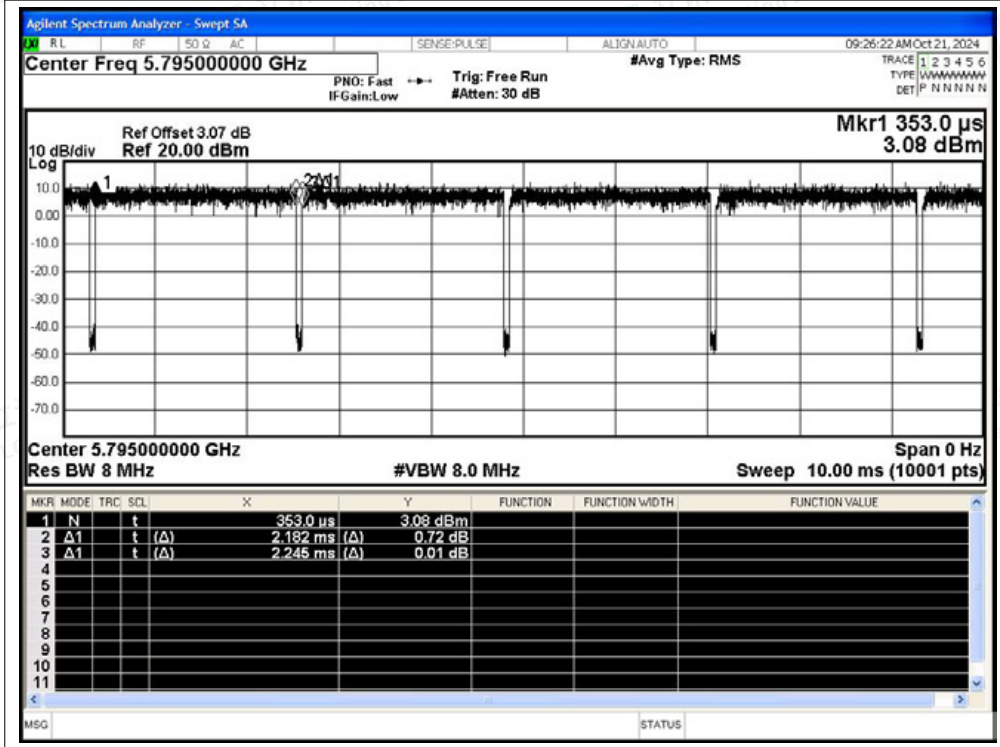 Agilent Spectrum Analyzer - Swept SA
LXI RL RF 50 Ω AC SENSE:PULSE ALIGN AUTO 09:26:22 AM Oct 21, 2024
Center Freq 5.795000000 GHz #Avg Type: RMS TRACE 1 2 3 4 5 6
PNO: Fast Trig: Free Run TYPE WWWWWW
IFGain:Low #Atten: 30 dB DET P N N N N N
Mkr1 353.0 µs
Ref Offset 3.07 dB
10 dB/div Ref 20.00 dBm 3.08 dBm
Log
1
10.0
0.00
-10.0
-20.0
-30.0
-40.0
-50.0
-60.0
-70.0
Center 5.795000000 GHz Span 0 Hz
Res BW 8 MHz #VBW 8.0 MHz Sweep 10.00 ms (10001 pts)
MKR MODE TRC SCL X Y FUNCTION FUNCTION WIDTH FUNCTION VALUE
1 N t 353.0 µs 3.08 dBm
2 Δ1 t (Δ) 2.182 ms (Δ) 0.72 dB
3 Δ1 t (Δ) 2.245 ms (Δ) 0.01 dB
4
5
6
7
8
9
10
11
MSG STATUS